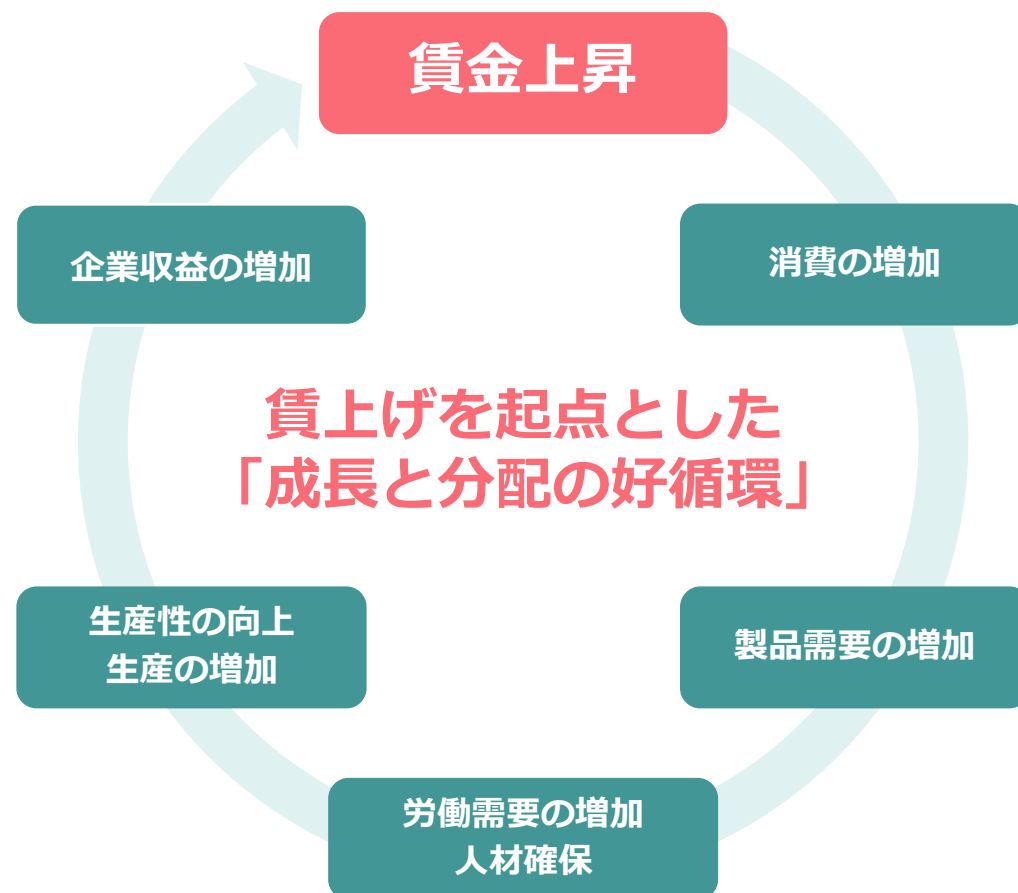 賃金上昇
消費の増加
製品需要の増加
労働需要の増加
人材確保
生産性の向上
生産の増加
企業収益の増加
賃上げを起点とした
「成長と分配の好循環」